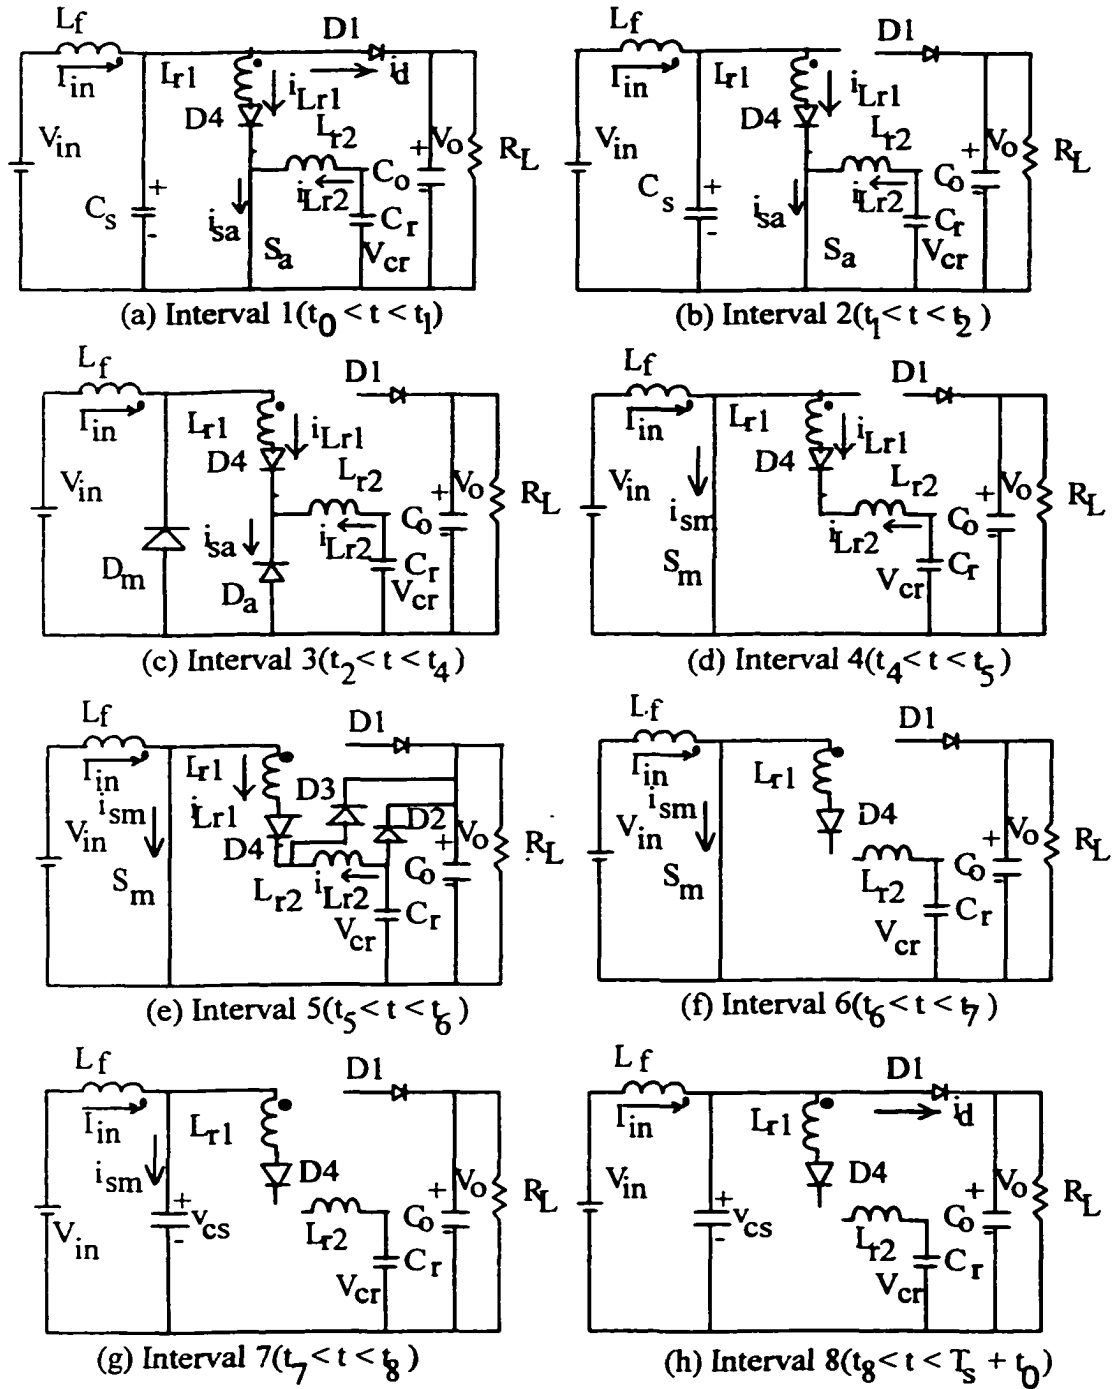 Lf D1
Iin Lr1 iLr1 id
D4 Lr2
Vin Vo RL
+ Co +
Cs iLr2
- isa Cr
Sa Vcr
(a) Interval 1(t0 < t < t1)
Lf D1
Iin Lr1 iLr1
D4 Lr2
Vin Vo RL
+ Co +
Cs iLr2
- isa Cr
Sa Vcr
(b) Interval 2(t1 < t < t2)
Lf D1
Iin Lr1 iLr1
D4 Lr2
Vin + Vo RL
isa iLr2 Co
Dm Da Cr
Vcr
(c) Interval 3(t2 < t < t4)
Lf D1
Iin Lr1 iLr1
D4 Lr2
Vin + Vo RL
ism iLr2 Co
Sm Vcr Cr
(d) Interval 4(t4 < t < t5)
Lf D1
Iin Lr1 D3
ism iLr1 D2
Vin D4 + Vo RL
Sm Lr2 iLr2 Co
Vcr Cr
(e) Interval 5(t5 < t < t6)
Lf D1
Iin Lr1
ism D4
Vin + Vo RL
Sm Lr2 Co
Vcr Cr
(f) Interval 6(t6 < t < t7)
Lf D1
Iin Lr1
ism D4
+ + Vo RL
Vin vcs Lr2 Co
- Cr
Vcr
(g) Interval 7(t7 < t < t8)
Lf D1
Iin Lr1 id
Vin D4
+ + Vo RL
vcs Lr2 Co
- Cr
Vcr
(h) Interval 8(t8 < t < Ts + t0)